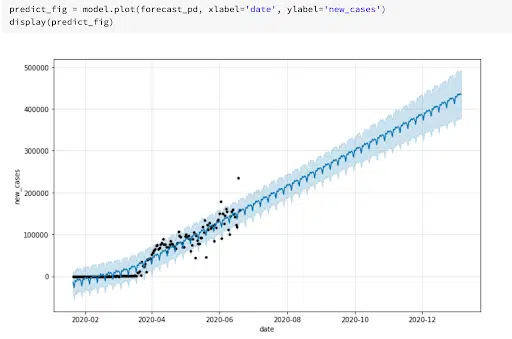 predict_fig = model.plot(forecast_pd, xlabel='date', ylabel='new_cases')
display(predict_fig)
500000
400000
300000
200000
100000
0
new_cases
2020-02 2020-04 2020-06 2020-08 2020-10 2020-12
date